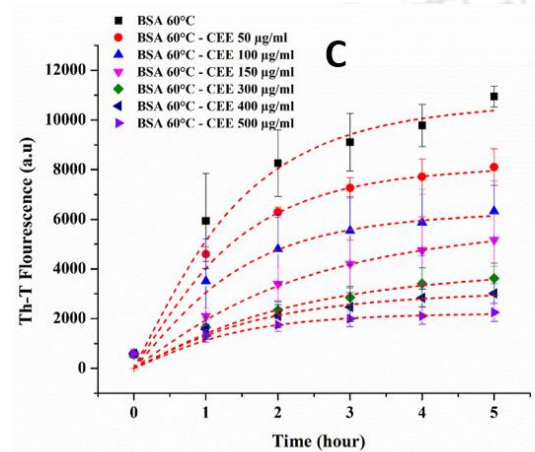 BSA 60°C
BSA 60°C - CEE 50 µg/ml
BSA 60°C - CEE 100 µg/ml
BSA 60°C - CEE 150 µg/ml
BSA 60°C - CEE 300 µg/ml
BSA 60°C - CEE 400 µg/ml
BSA 60°C - CEE 500 µg/ml
C
Th-T Flourescence (a.u)
12000
10000
8000
6000
4000
2000
0
0 1 2 3 4 5
Time (hour)